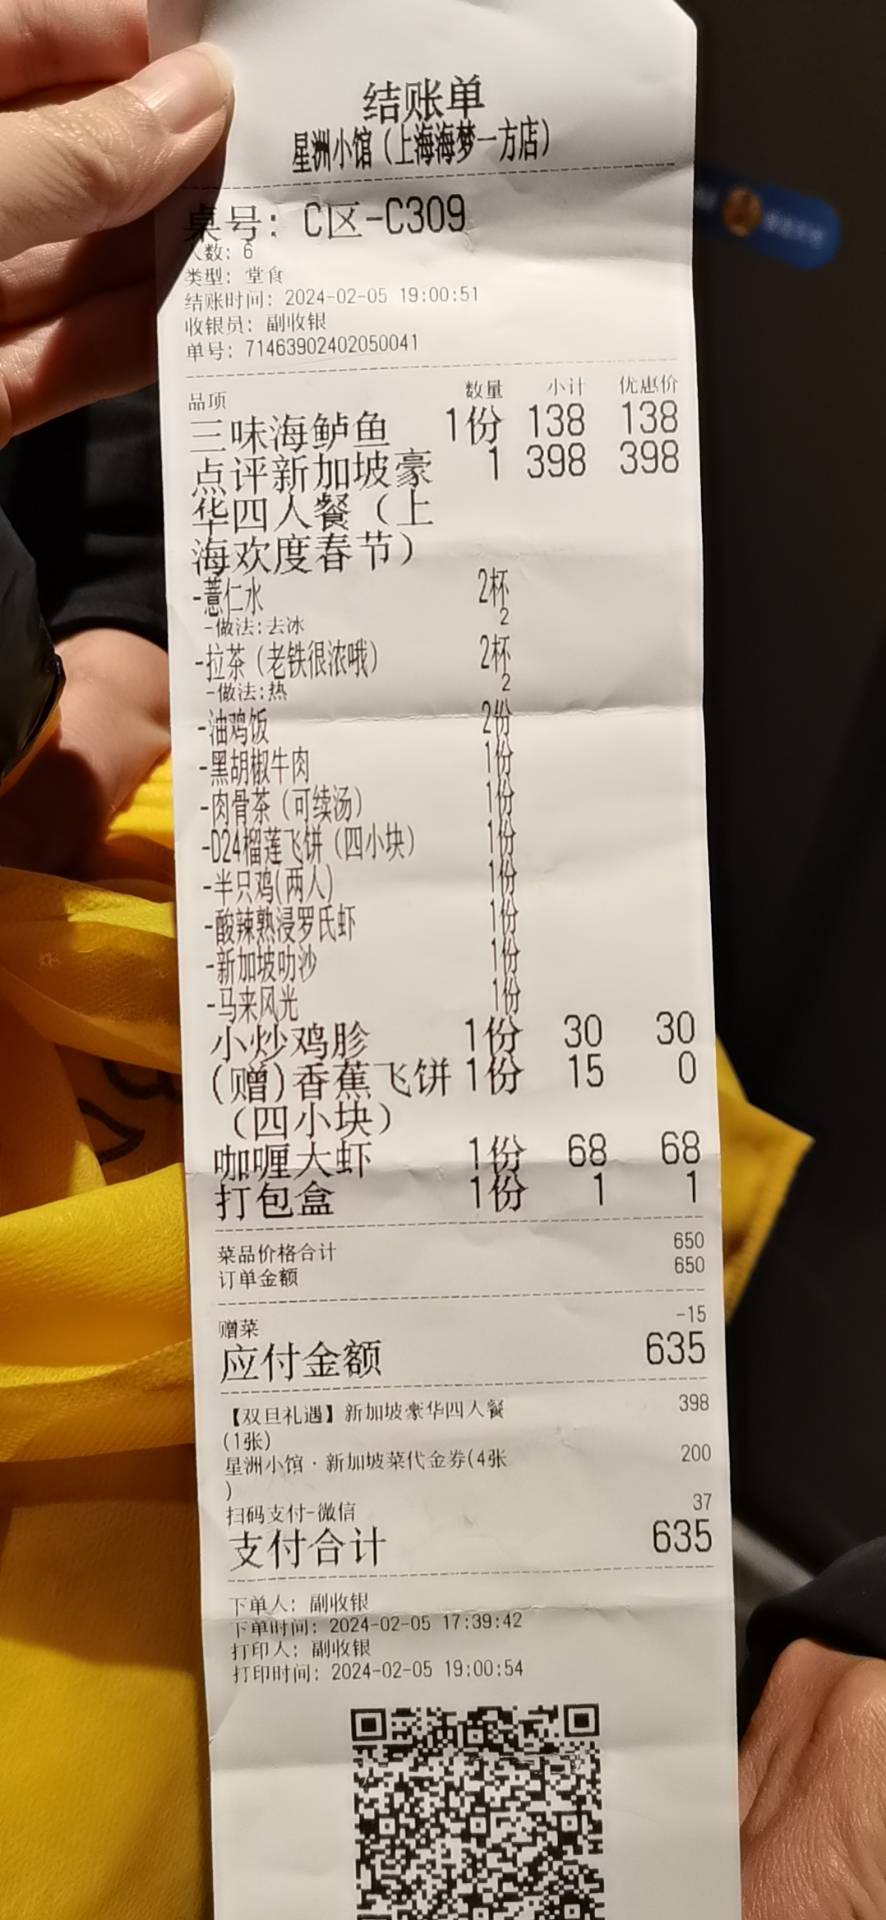 结账单
星洲小馆（上海海梦一方店）
桌号：C区-C309
人数：6
类型：堂食
结账时间：2024-02-05 19:00:51
收银员：副收银
单号：71463902402050041
品项 数量 小计 优惠价
三味海鲈鱼 1份 138 138
点评新加坡豪 1 398 398
华四人餐（上
海欢度春节）
-薏仁水 2杯
-做法：去冰 2
-拉茶（老铁很浓哦） 2杯
-做法：热 2
-油鸡饭 2份
-黑胡椒牛肉 1份
-肉骨茶（可续汤） 1份
-D24榴莲飞饼（四小块） 1份
-半只鸡(两人) 1份
-酸辣熟浸罗氏虾 1份
-新加坡叻沙 1份
-马来风光 1份
小炒鸡胗 1份 30 30
(赠)香蕉飞饼 1份 15 0
（四小块）
咖喱大虾 1份 68 68
打包盒 1份 1 1
菜品价格合计 650
订单金额 650
赠菜 -15
应付金额 635
【双旦礼遇】新加坡豪华四人餐 398
(1张)
星洲小馆·新加坡菜代金券(4张 200
)
扫码支付-微信 37
支付合计 635
下单人：副收银
下单时间：2024-02-05 17:39:42
打印人：副收银
打印时间：2024-02-05 19:00:54